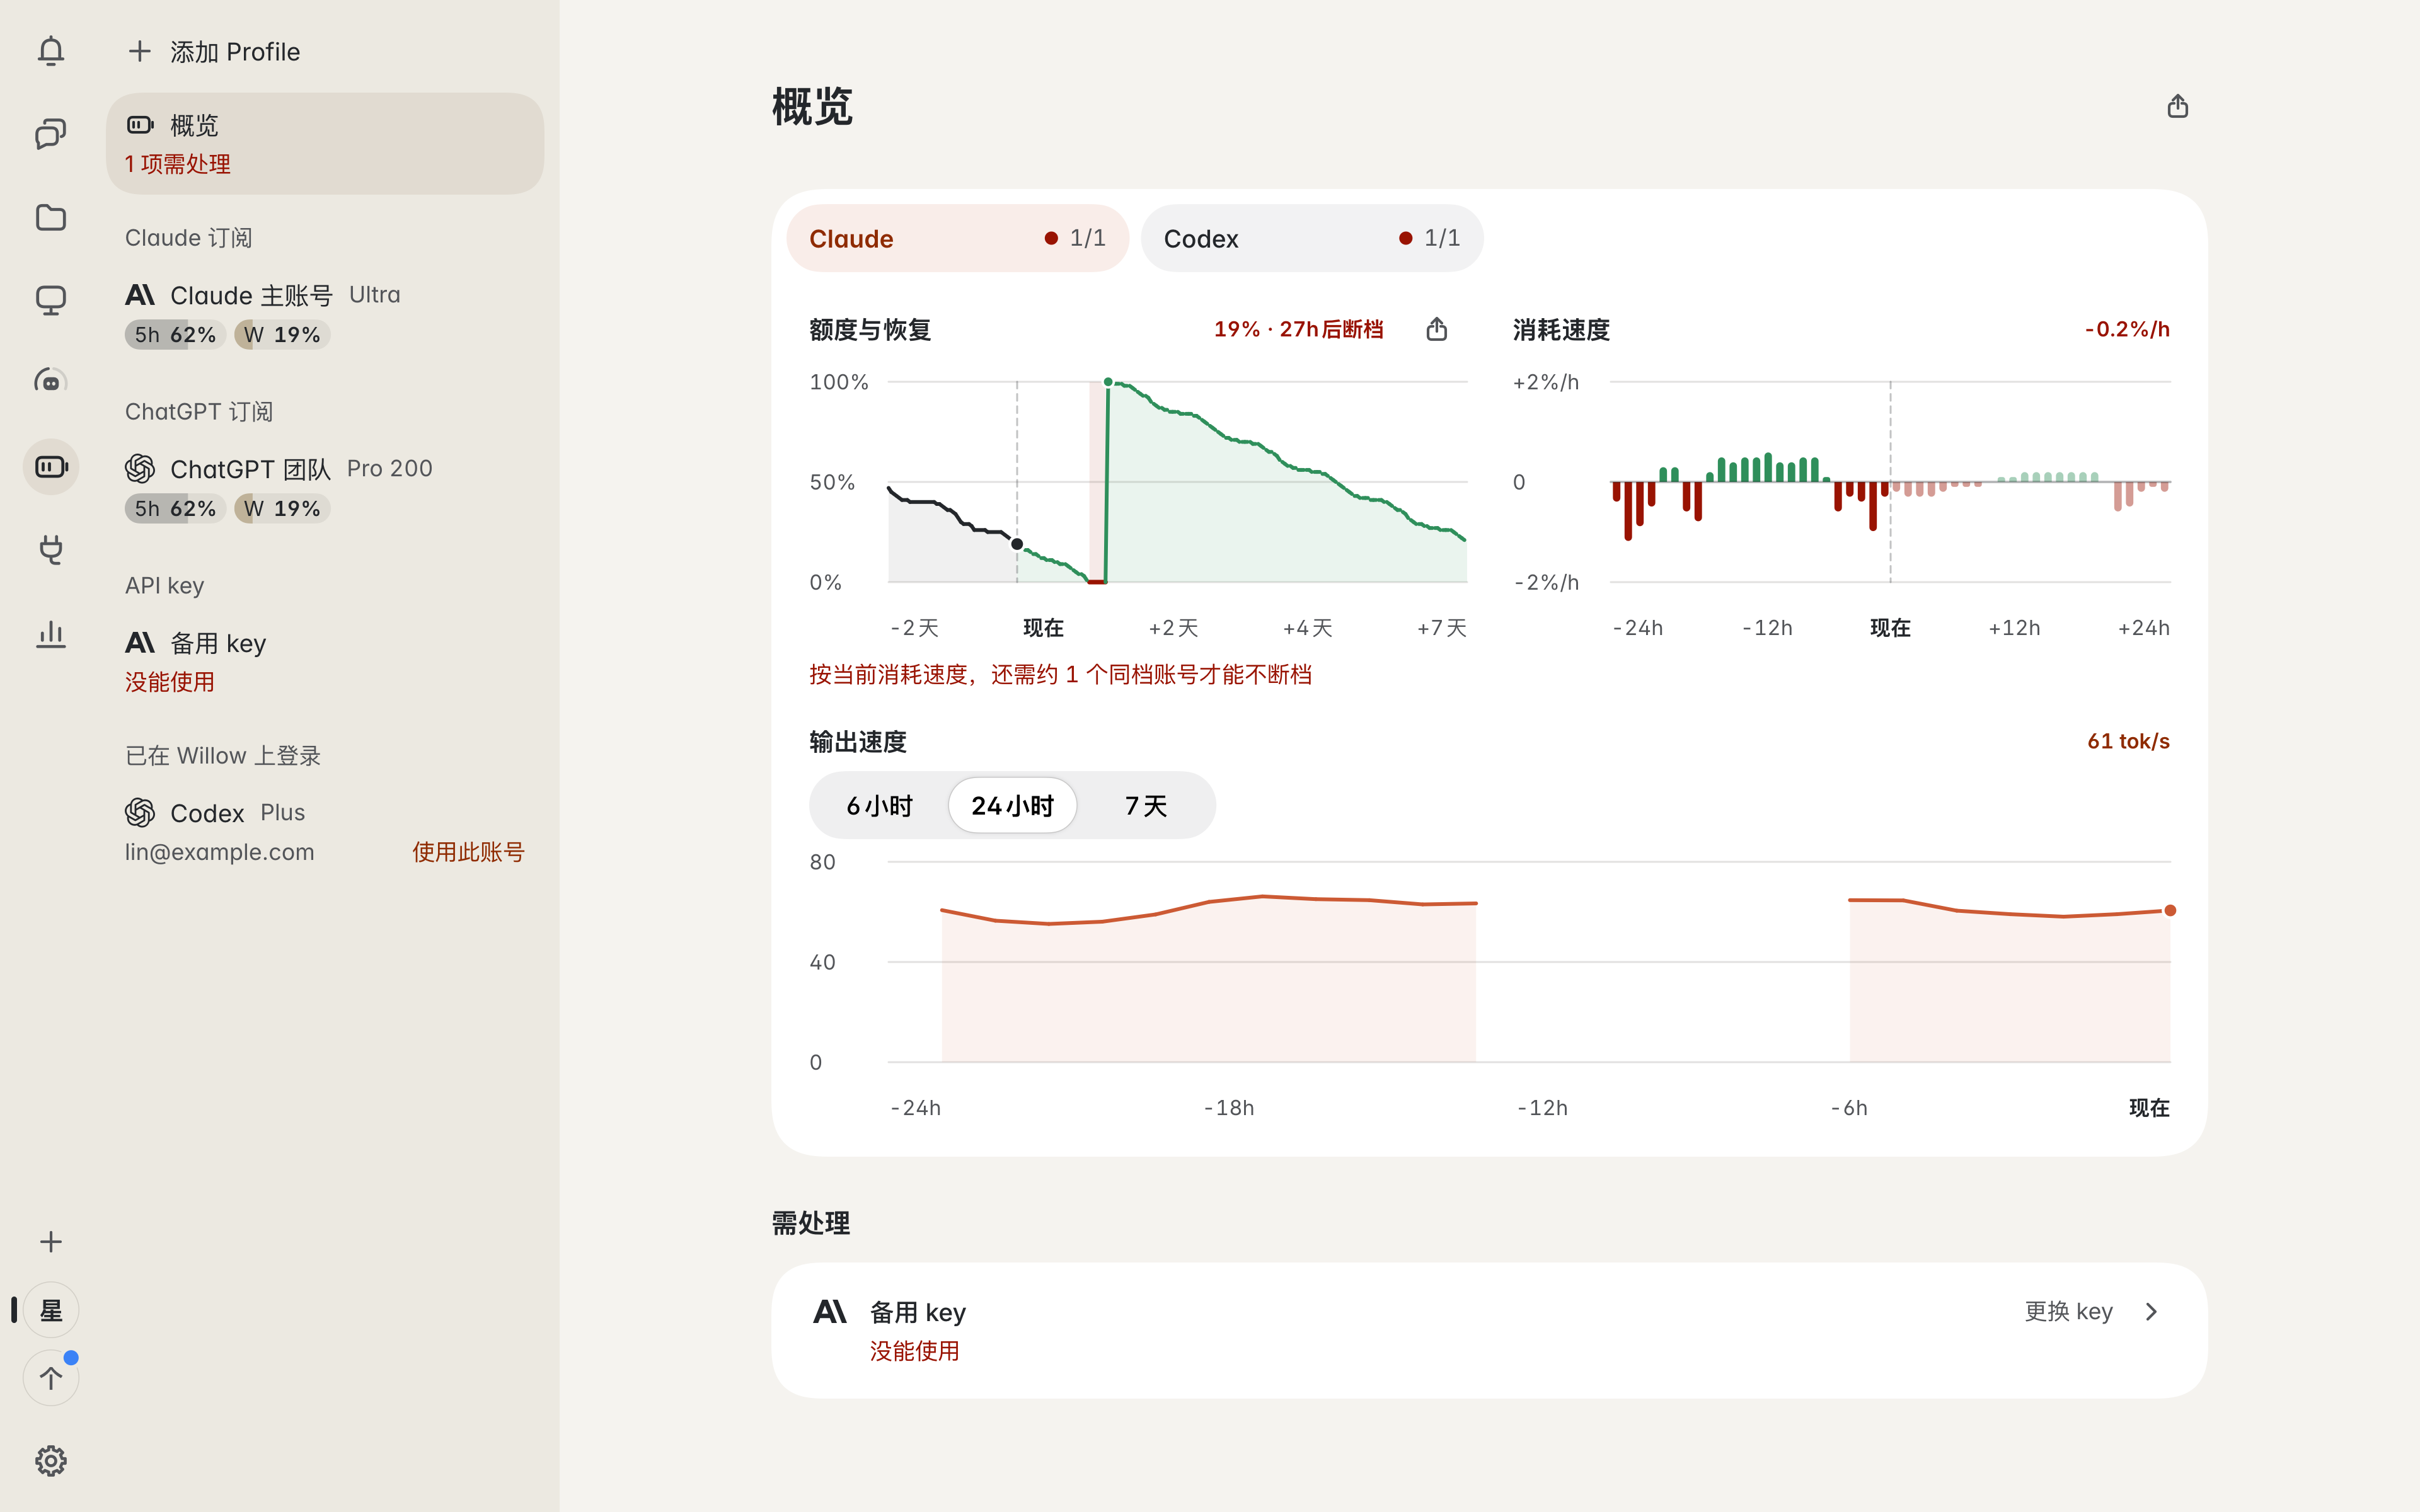 添加 Profile
概览
1 项需处理
Claude 订阅
Claude 主账号 Ultra
5h 62% W 19%
ChatGPT 订阅
ChatGPT 团队 Pro 200
5h 62% W 19%
API key
备用 key
没能使用
已在 Willow 上登录
Codex Plus
lin@example.com 使用此账号
星
个
概览
Claude 1/1 Codex 1/1
额度与恢复 19% · 27h后断档
100%
50%
0%
-2天 现在 +2天 +4天 +7天
按当前消耗速度，还需约 1 个同档账号才能不断档
消耗速度 -0.2%/h
+2%/h
0
-2%/h
-24h -12h 现在 +12h +24h
输出速度 61 tok/s
6小时 24小时 7天
80
40
0
-24h -18h -12h -6h 现在
需处理
备用 key 更换 key
没能使用